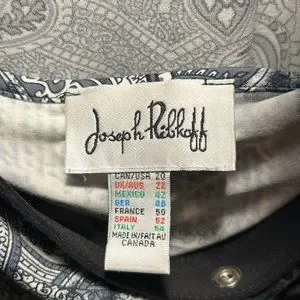 Joseph Ribkoff
CAN/USA 20
UK/RUS 22
MEXICO 42
GER 48
FRANCE 50
SPAIN 52
ITALY 54
MADE IN/FAIT AU
CANADA